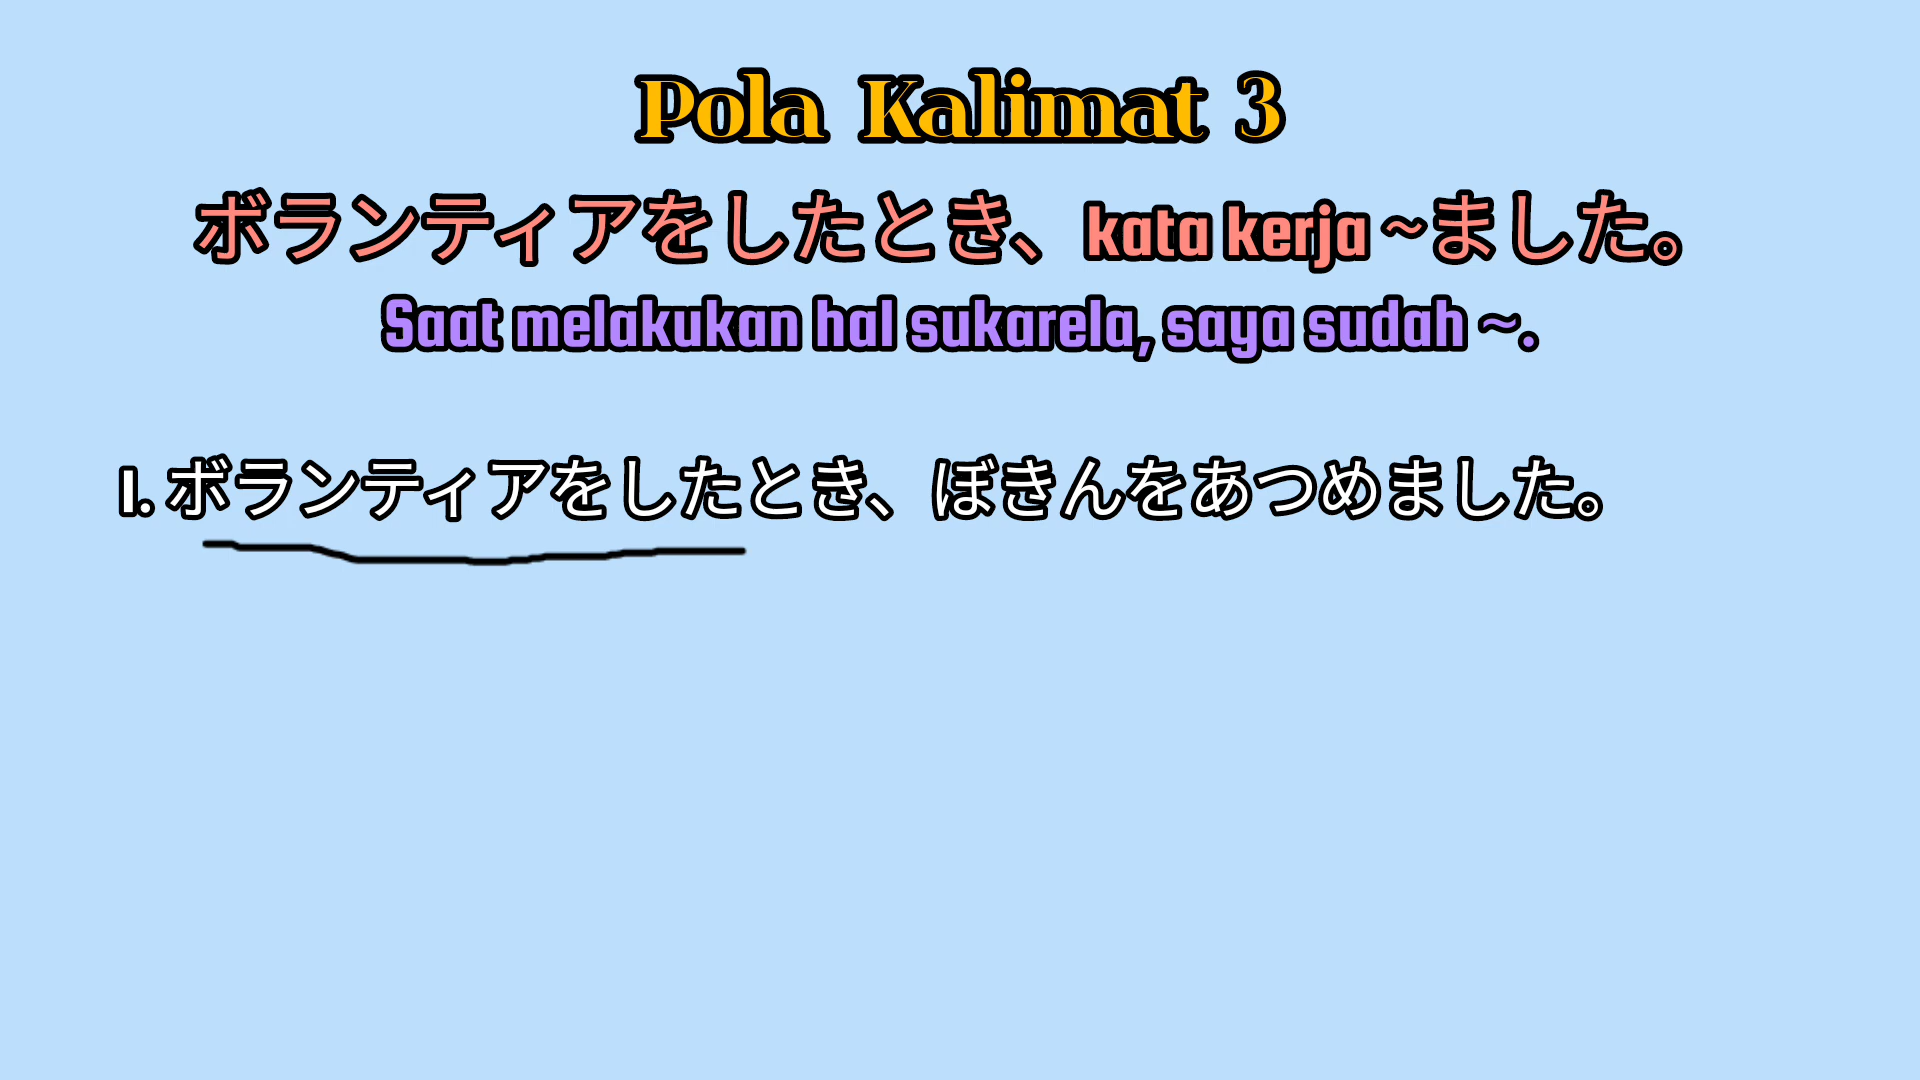 Pola Kalimat 3
ボランティアをしたとき、kata kerja ~ました。
Saat melakukan hal sukarela, saya sudah ~.
1. ボランティアをしたとき、ぼきんをあつめました。